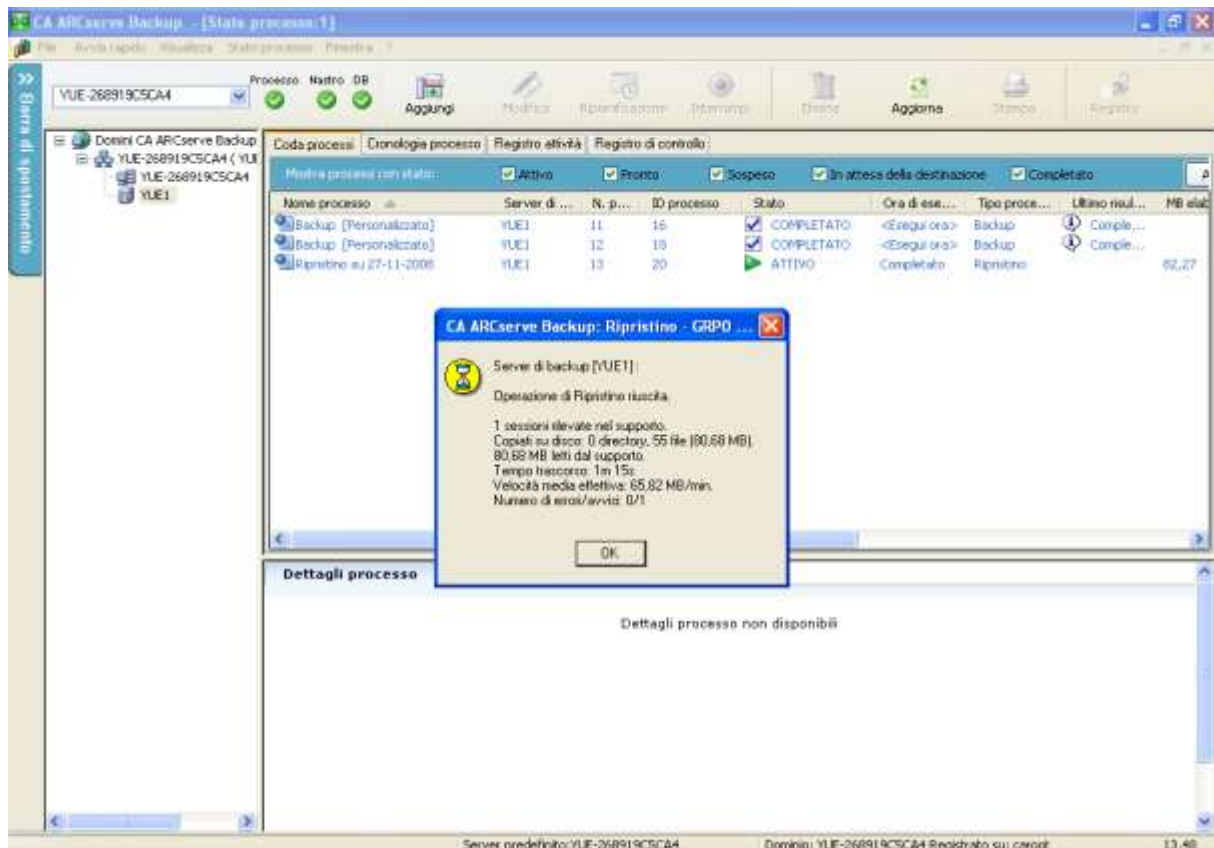 CA ARCserve Backup - [Stato processo:1]
File Avvio rapido Visualizza Stato processo Finestra ?
Barra di spostamento
YUE-268919C5CA4
Processo Nastro DB
Aggiungi Modifica Ripianificazione Interrompi Elimina Aggiorna Stampa Registro
Domini CA ARCserve Backup
YUE-268919C5CA4 ( YUE
YUE-268919C5CA4
YUE1
Coda processi Cronologia processo Registro attività Registro di controllo
Mostra processi con stato: Attivo Pronto Sospeso In attesa della destinazione Completato A
Nome processo Server di ... N. p... ID processo Stato Ora di ese... Tipo proce... Ultimo risul... MB elab
Backup [Personalizzato] YUE1 11 16 COMPLETATO <Esegui ora> Backup Comple...
Backup [Personalizzato] YUE1 12 18 COMPLETATO <Esegui ora> Backup Comple...
Ripristino su 27-11-2008 YUE1 13 20 ATTIVO Completato Ripristino 82,27
CA ARCserve Backup: Ripristino - GRP0 ...
Server di backup [YUE1] :
Operazione di Ripristino riuscita.
1 sessioni rilevate nel supporto.
Copiati su disco: 0 directory, 55 file (80,68 MB).
80,68 MB letti dal supporto.
Tempo trascorso: 1m 15s
Velocità media effettiva: 65,82 MB/min.
Numero di errori/avvisi: 0/1
OK
Dettagli processo
Dettagli processo non disponibili
Server predefinito:YUE-268919C5CA4 Dominio: YUE-268919C5CA4 Registrato su: caroot 13.48